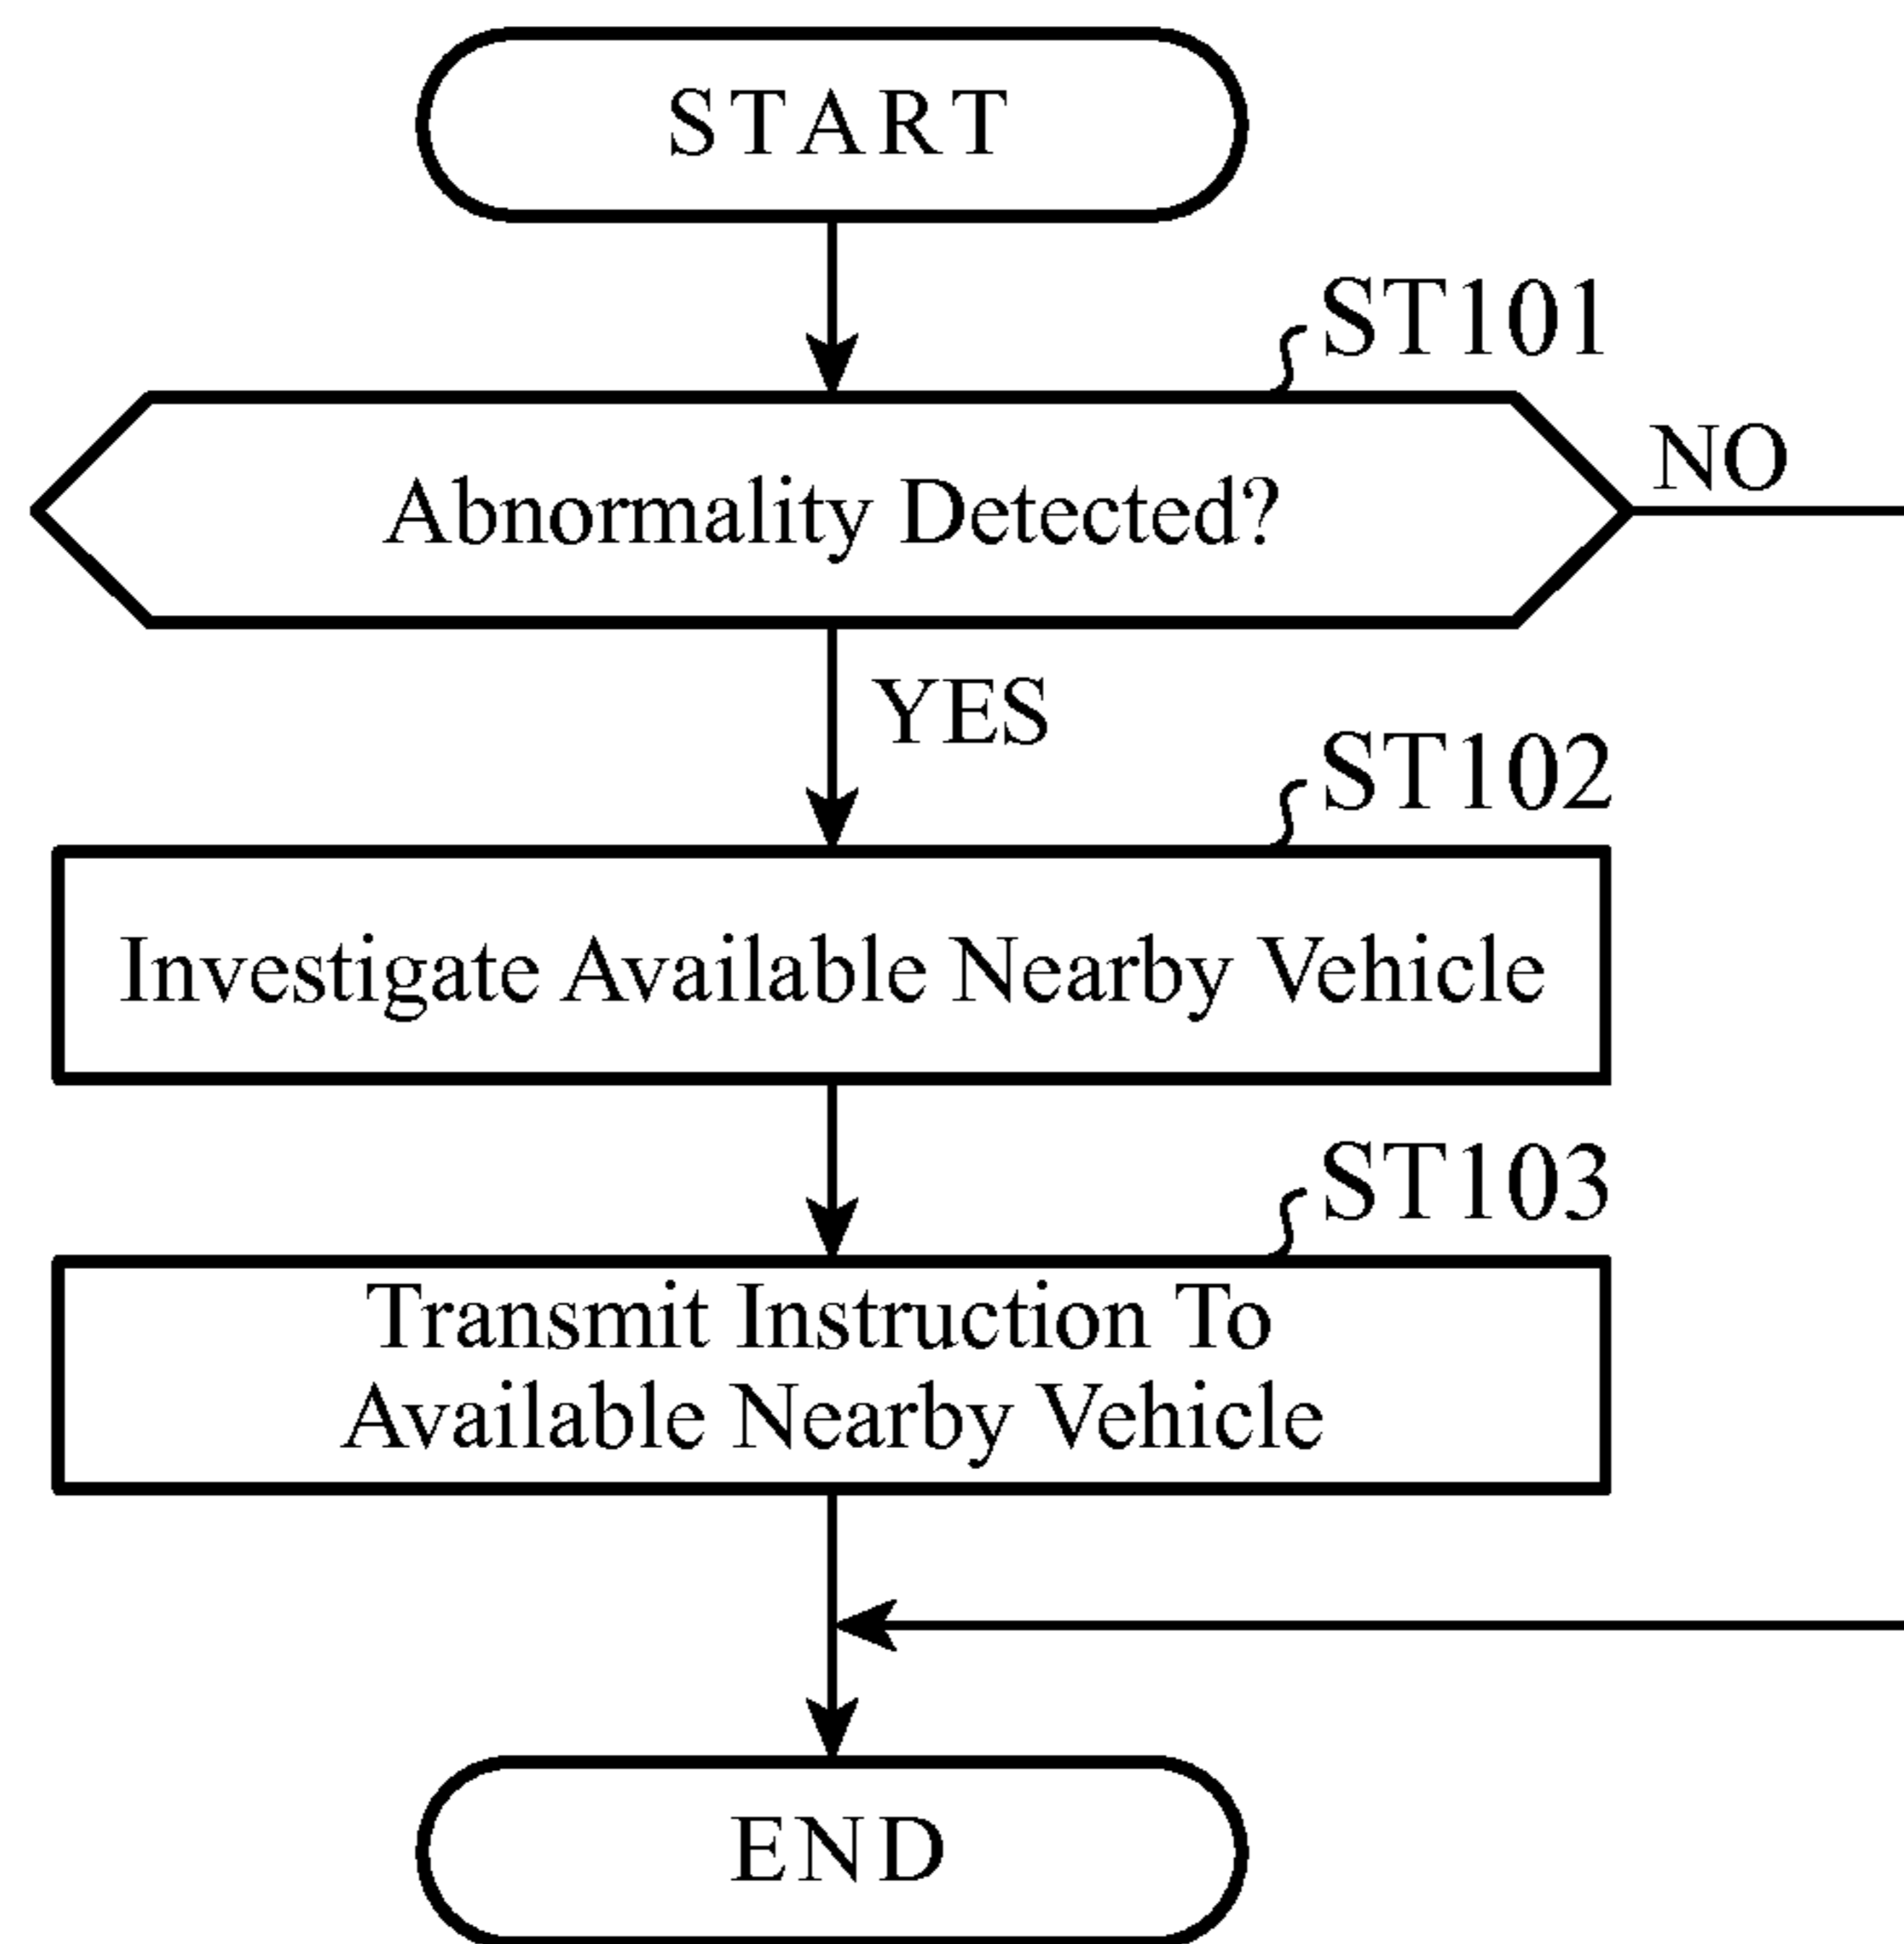 START
ST101
Abnormality Detected?
NO
YES
ST102
Investigate Available Nearby Vehicle
ST103
Transmit Instruction To
Available Nearby Vehicle
END